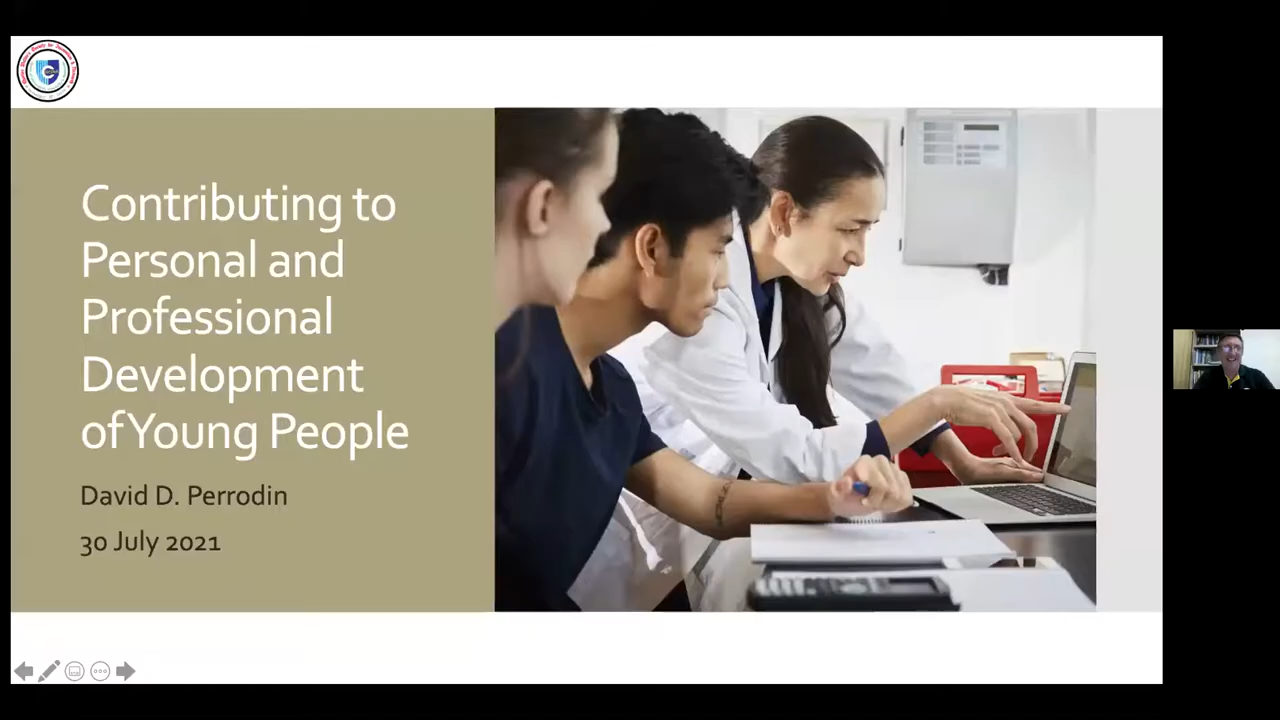 Contributing to
Personal and
Professional
Development
of Young People
David D. Perrodin
30 July 2021